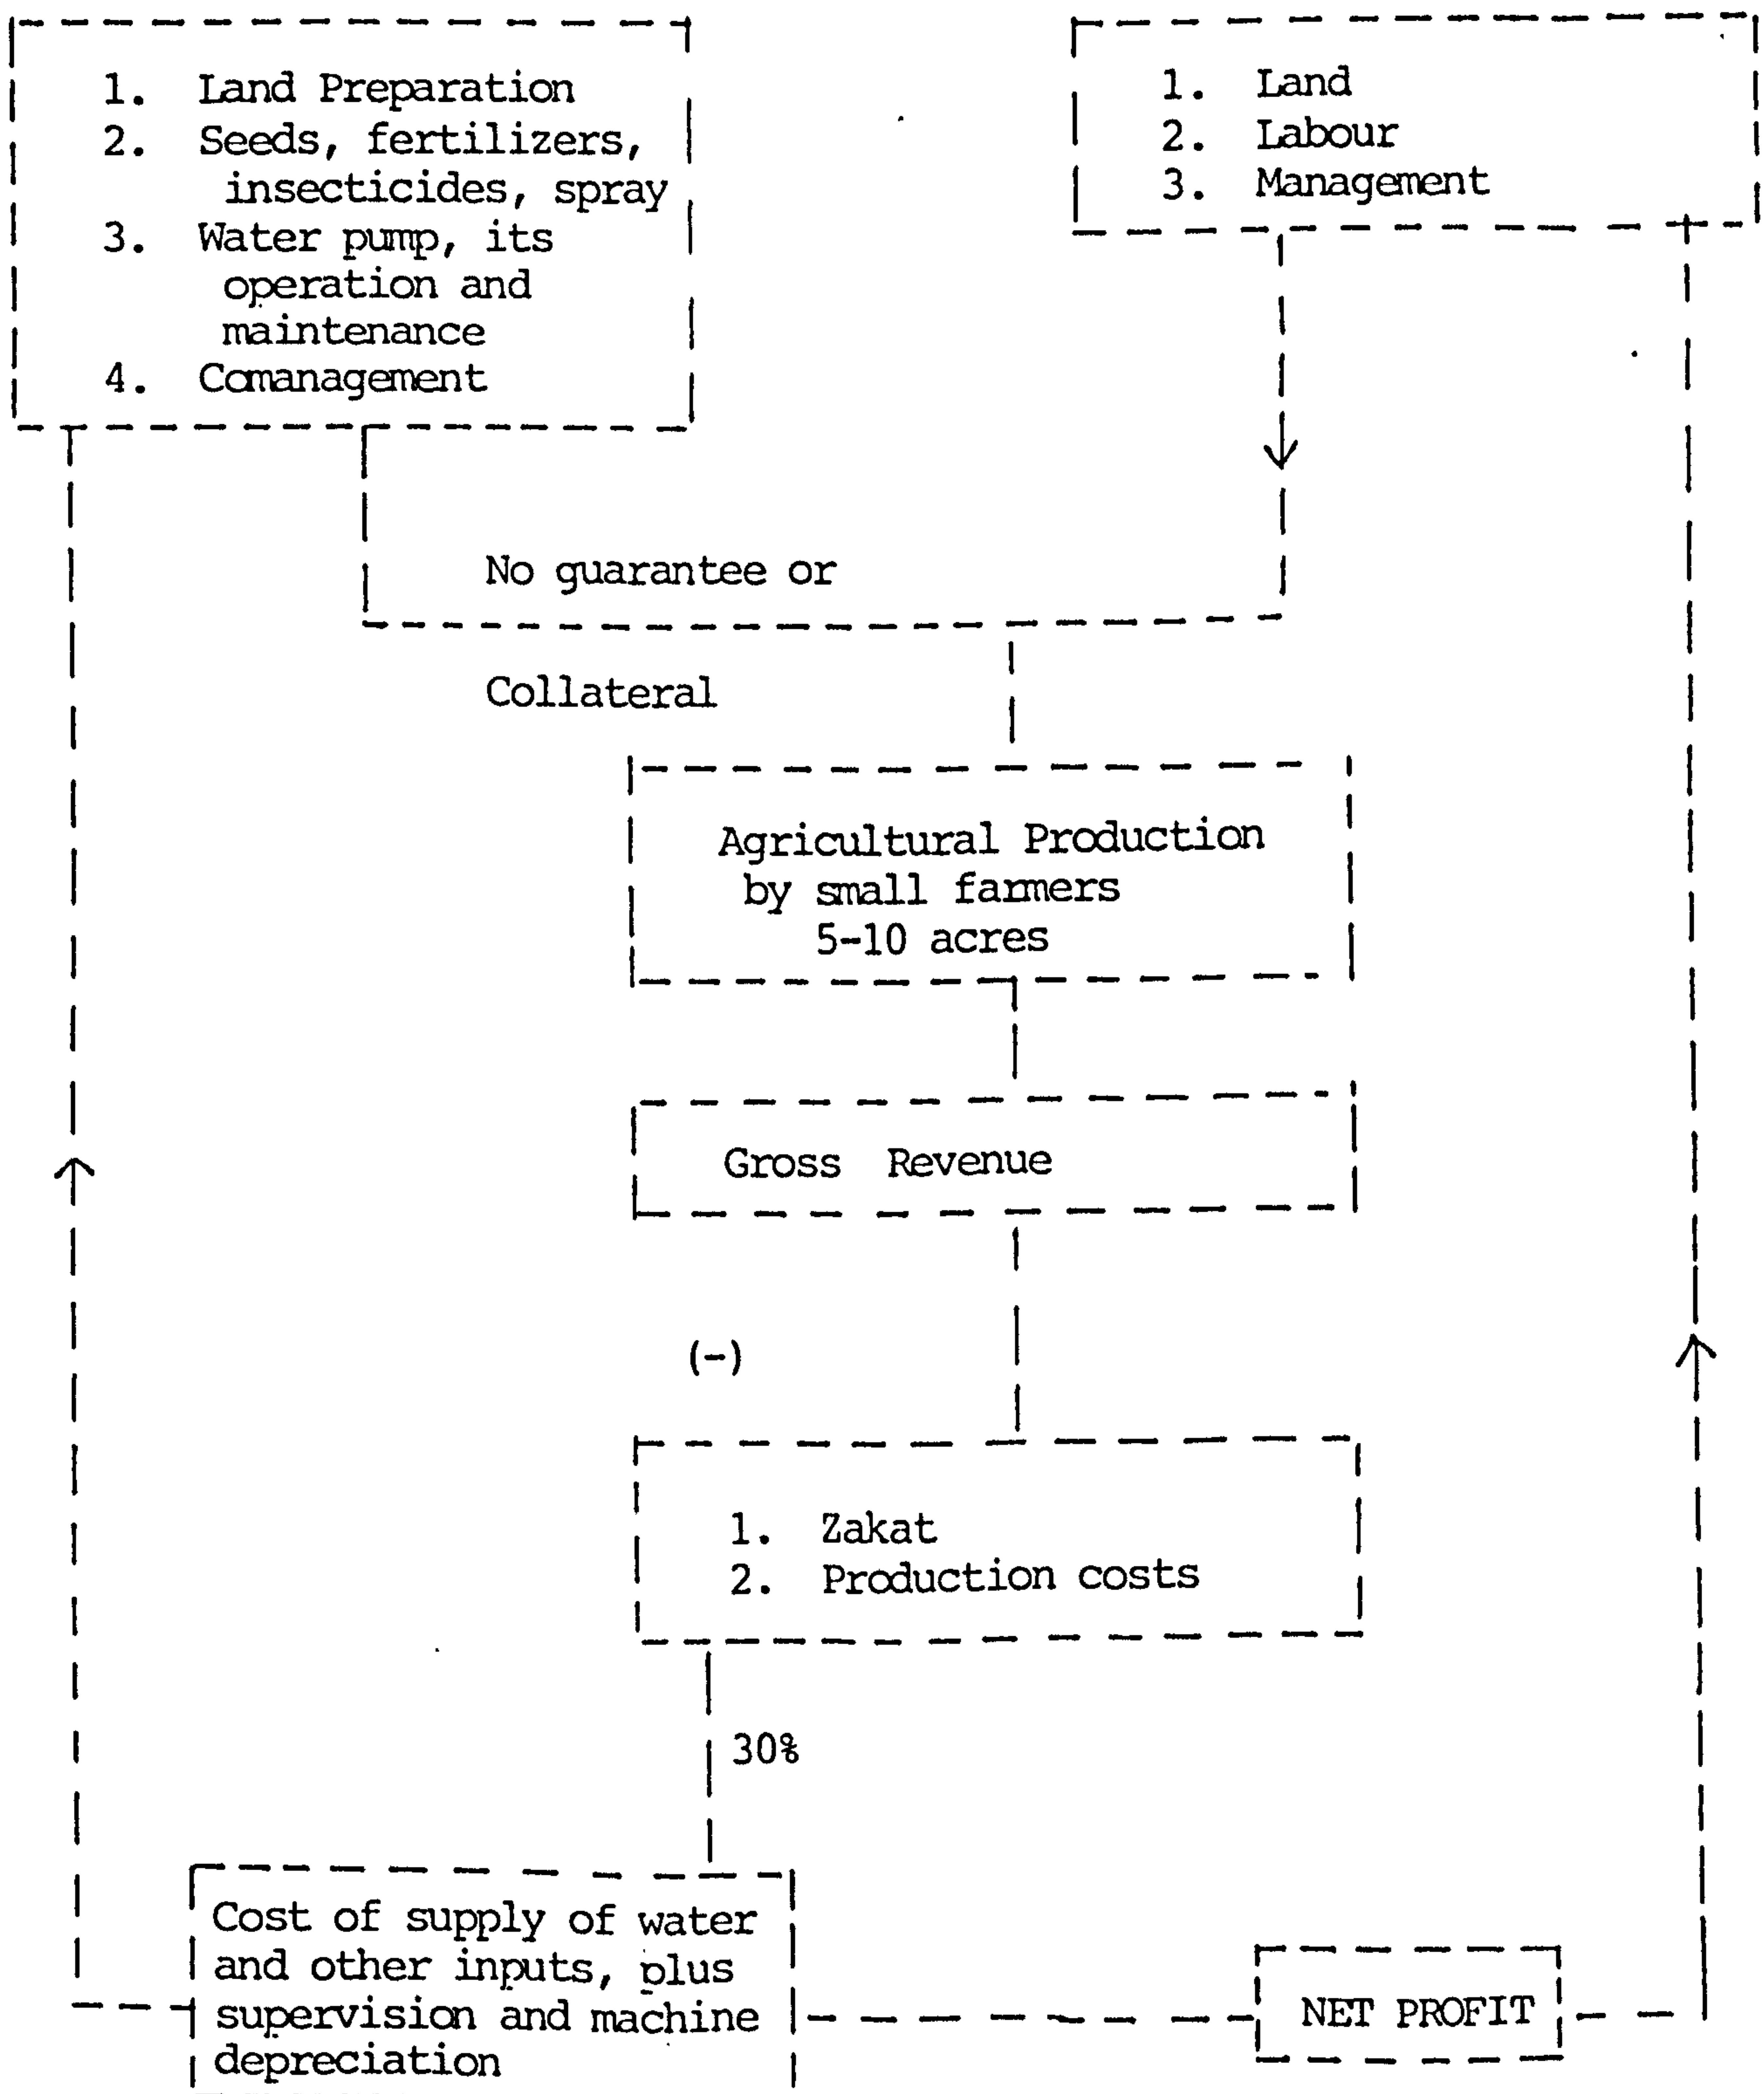 1. Land Preparation
2. Seeds, fertilizers,
insecticides, spray
3. Water pump, its
operation and
maintenance
4. Comanagement
1. Land
2. Labour
3. Management
No guarantee or
Collateral
Agricultural Production
by small farmers
5-10 acres
Gross Revenue
(-)
1. Zakat
2. Production costs
30%
Cost of supply of water
and other inputs, plus
supervision and machine
depreciation
NET PROFIT